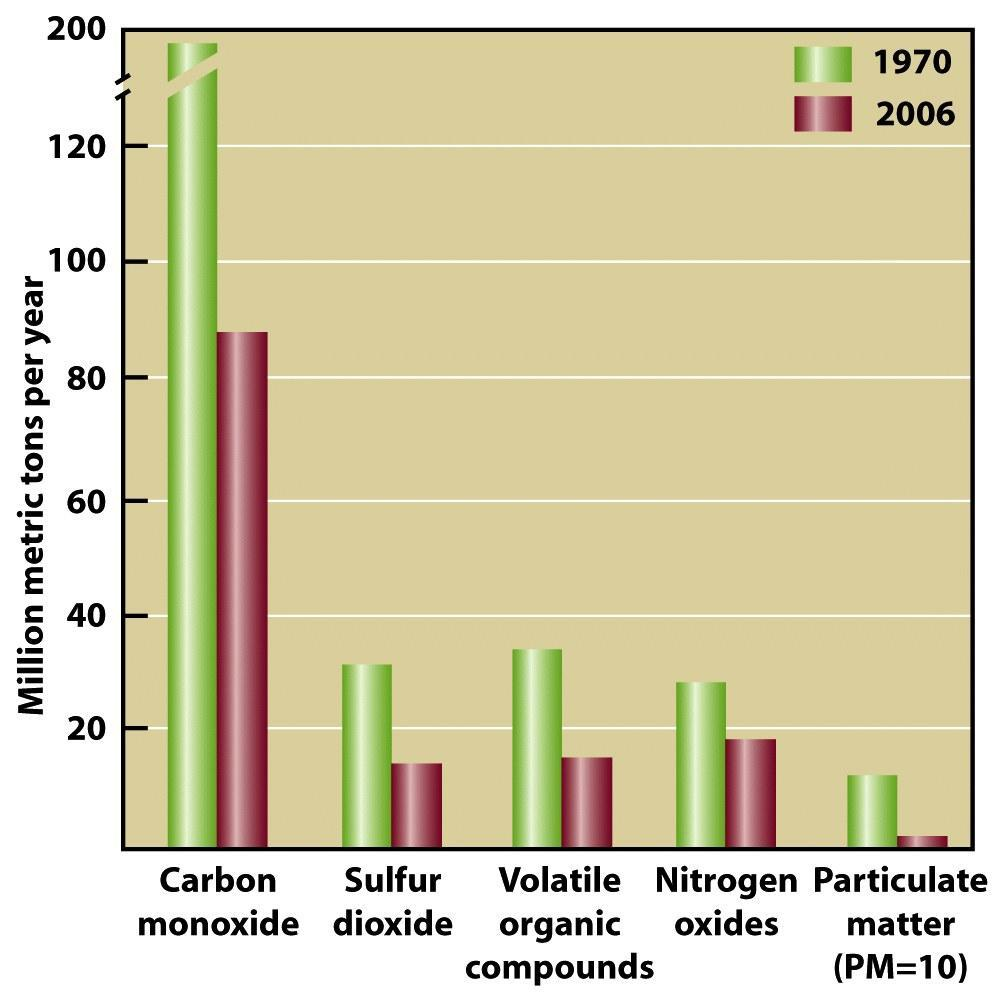 200
120
100
80
60
40
20
Million metric tons per year
1970
2006
Carbon
monoxide
Sulfur
dioxide
Volatile
organic
compounds
Nitrogen
oxides
Particulate
matter
(PM=10)